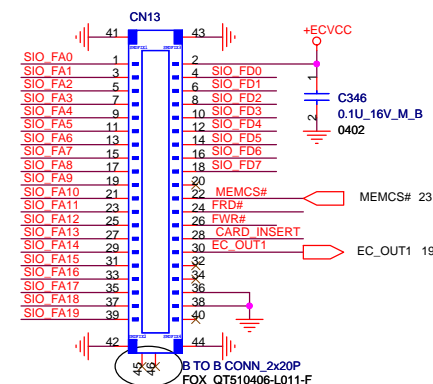 CN13
41 43
+ECVCC
SIO_FA0 1 2
SIO_FA1 3 4 SIO_FD0
SIO_FA2 5 6 SIO_FD1
SIO_FA3 7 8 SIO_FD2
SIO_FA4 9 10 SIO_FD3
SIO_FA5 11 12 SIO_FD4
SIO_FA6 13 14 SIO_FD5
SIO_FA7 15 16 SIO_FD6
SIO_FA8 17 18 SIO_FD7
SIO_FA9 19 20
SIO_FA10 21 22 MEMCS# MEMCS# 23
SIO_FA11 23 24 FRD#
SIO_FA12 25 26 FWR#
SIO_FA13 27 28 CARD_INSERT
SIO_FA14 29 30 EC_OUT1 EC_OUT1 19
SIO_FA15 31 32
SIO_FA16 33 34
SIO_FA17 35 36
SIO_FA18 37 38
SIO_FA19 39 40
1
C346
0.1U_16V_M_B
2
0402
42 44
45 46
B TO B CONN_2x20P
FOX_QT510406-L011-F